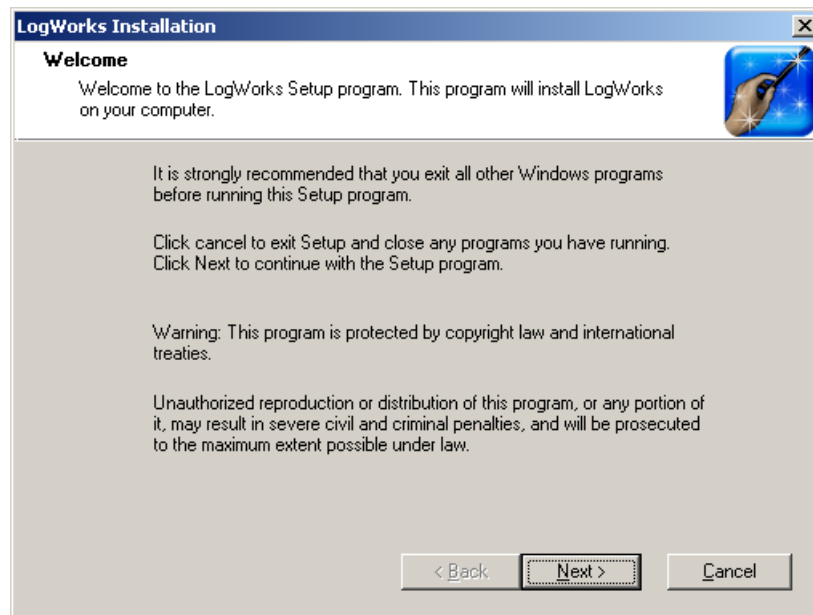 LogWorks Installation
Welcome
Welcome to the LogWorks Setup program. This program will install LogWorks
on your computer.
It is strongly recommended that you exit all other Windows programs
before running this Setup program.
Click cancel to exit Setup and close any programs you have running.
Click Next to continue with the Setup program.
Warning: This program is protected by copyright law and international
treaties.
Unauthorized reproduction or distribution of this program, or any portion of
it, may result in severe civil and criminal penalties, and will be prosecuted
to the maximum extent possible under law.
< Back Next > Cancel